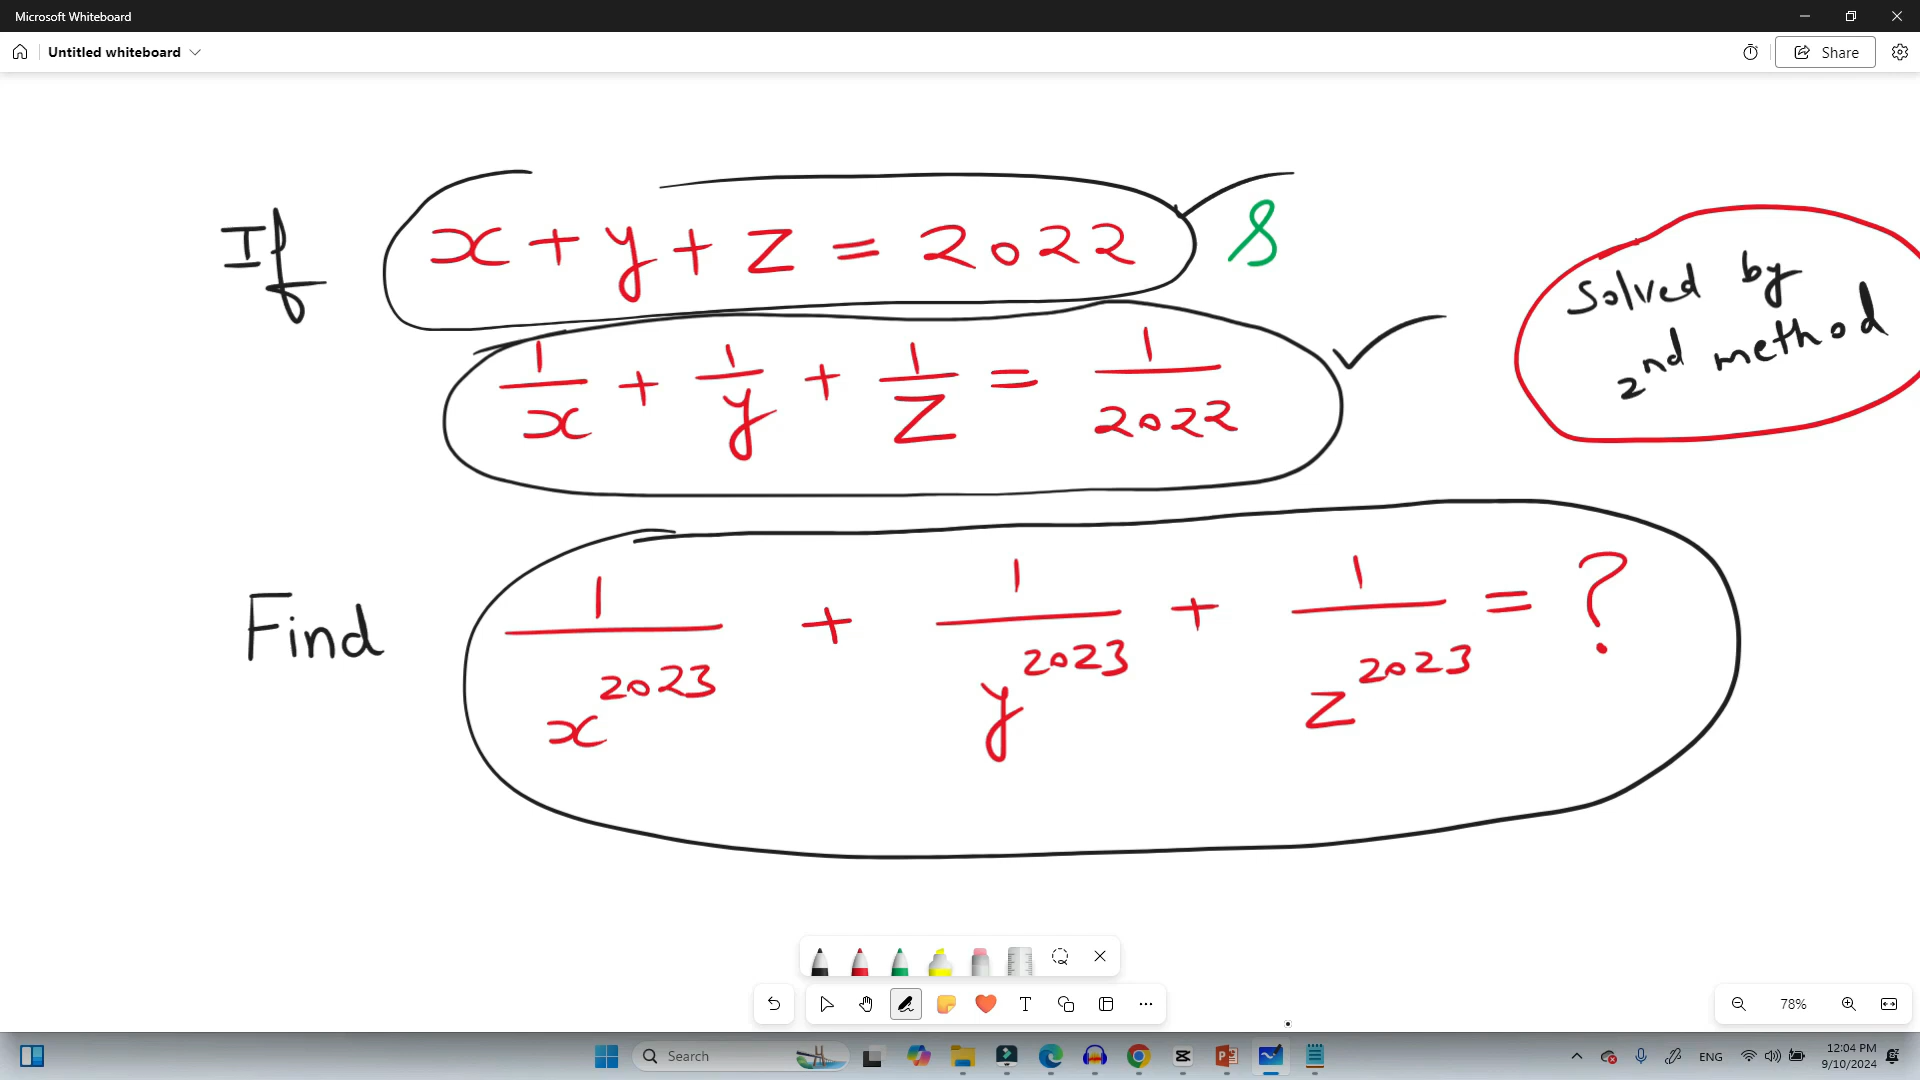 Microsoft Whiteboard
Untitled whiteboard
Share
If x + y + z = 2022 &
1/x + 1/y + 1/z = 1/2022
Solved by
2nd method
Find 1/x^2023 + 1/y^2023 + 1/z^2023 = ?
T
78%
Search
ENG
12:04 PM
9/10/2024